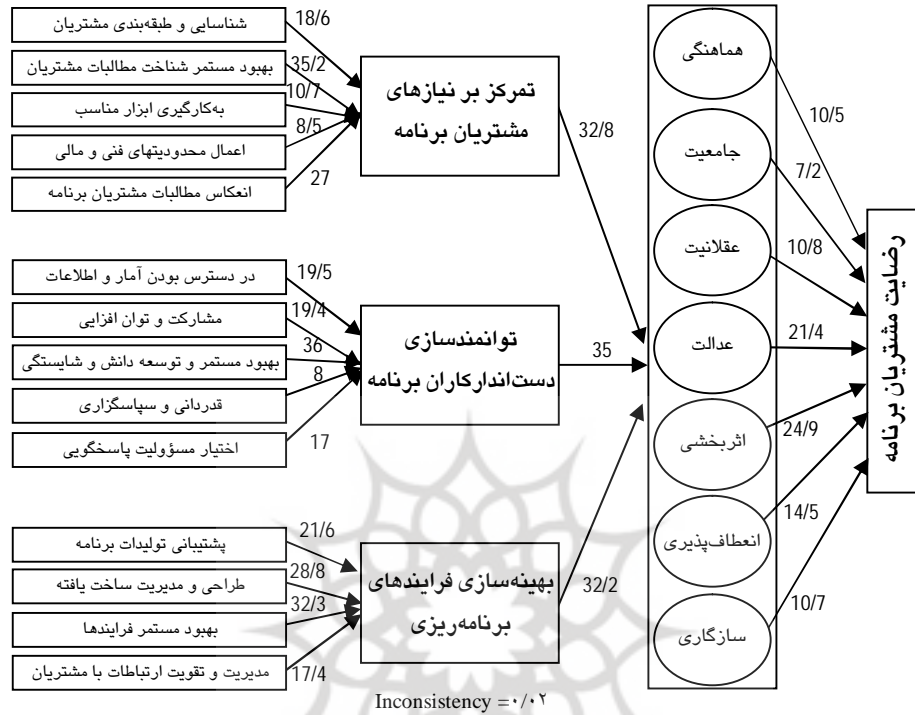 شناسایی و طبقه‌بندی مشتریان
18/6
بهبود مستمر شناخت مطالبات مشتریان
35/2
به‌کارگیری ابزار مناسب
10/7
اعمال محدودیتهای فنی و مالی
8/5
انعکاس مطالبات مشتریان برنامه
27
تمرکز بر نیازهای
مشتریان برنامه
32/8
در دسترس بودن آمار و اطلاعات
19/5
مشارکت و توان افزایی
19/4
بهبود مستمر و توسعه دانش و شایستگی
36
قدردانی و سپاسگزاری
8
اختیار مسؤولیت پاسخگویی
17
توانمندسازی
دست‌اندارکاران برنامه
35
پشتیبانی تولیدات برنامه
21/6
طراحی و مدیریت ساخت یافته
28/8
بهبود مستمر فرایندها
32/3
مدیریت و تقویت ارتباطات با مشتریان
17/4
بهینه‌سازی فرایندهای
برنامه‌ریزی
32/2
هماهنگی
10/5
جامعیت
7/2
عقلانیت
10/8
عدالت
21/4
اثربخشی
24/9
انعطاف‌پذیری
14/5
سازگاری
10/7
رضایت مشتریان برنامه
Inconsistency =۰/۰۲